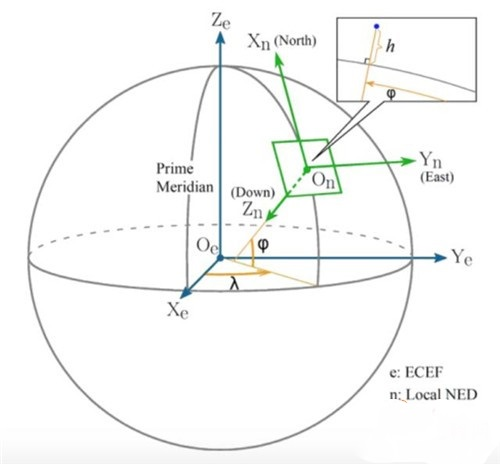 Ze
Xn (North)
h
φ
Prime
Meridian
On
Yn
(East)
(Down)
Zn
Oe
φ
Ye
λ
Xe
e: ECEF
n: Local NED